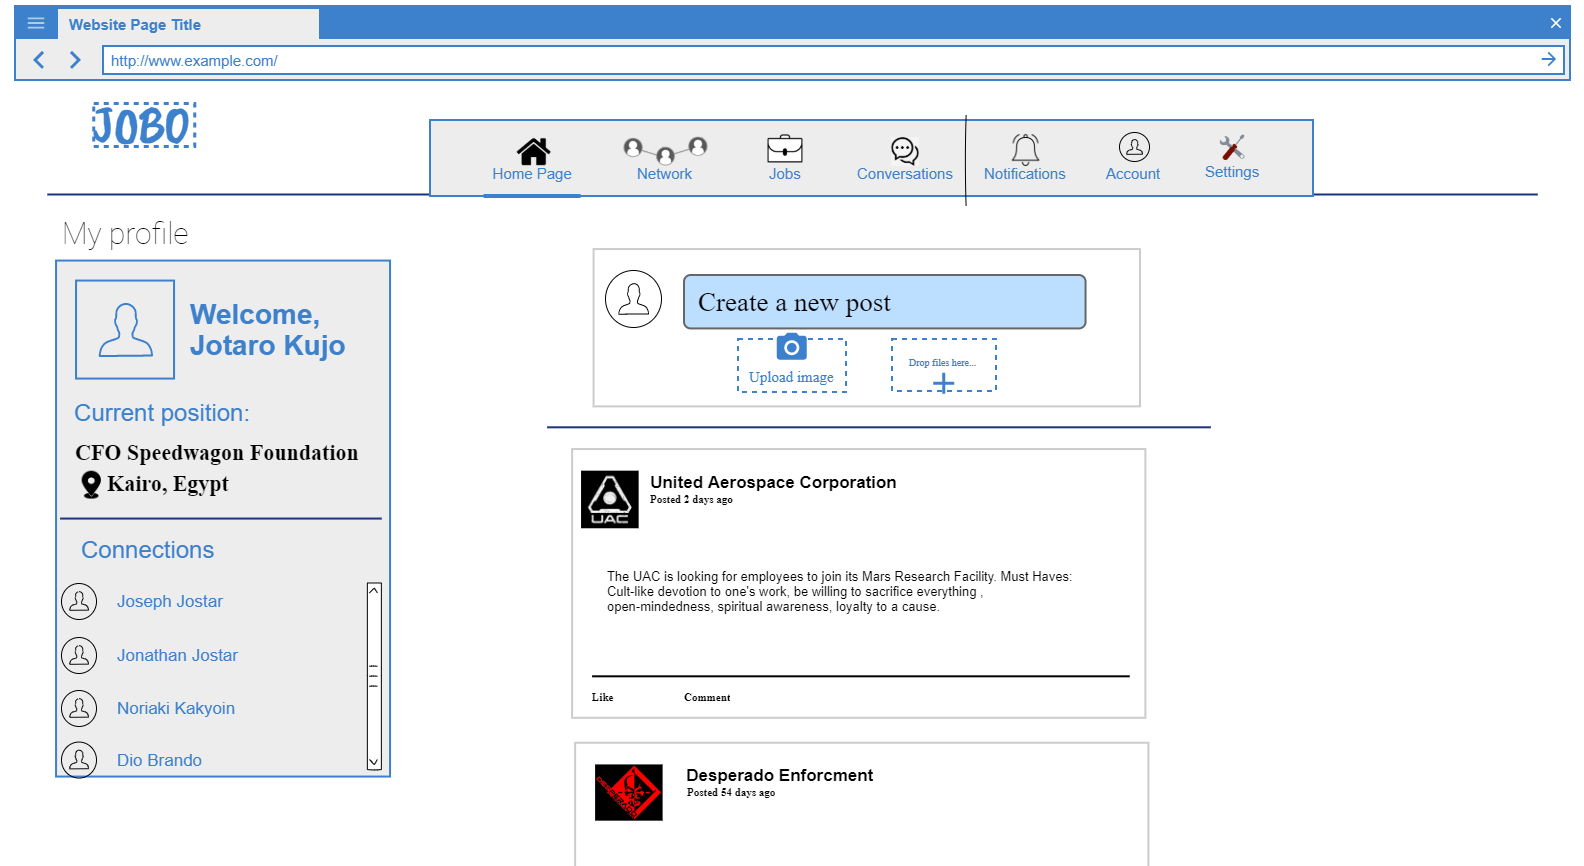 Website Page Title
http://www.example.com/
JOBO
Home Page
Network
Jobs
Conversations
Notifications
Account
Settings
My profile
Welcome,
Jotaro Kujo
Current position:
CFO Speedwagon Foundation
Kairo, Egypt
Connections
Joseph Jostar
Jonathan Jostar
Noriaki Kakyoin
Dio Brando
Create a new post
Upload image
Drop files here...
UAC
United Aerospace Corporation
Posted 2 days ago
The UAC is looking for employees to join its Mars Research Facility. Must Haves:
Cult-like devotion to one's work, be willing to sacrifice everything ,
open-mindedness, spiritual awareness, loyalty to a cause.
Like
Comment
DESPERADO
Desperado Enforcment
Posted 54 days ago